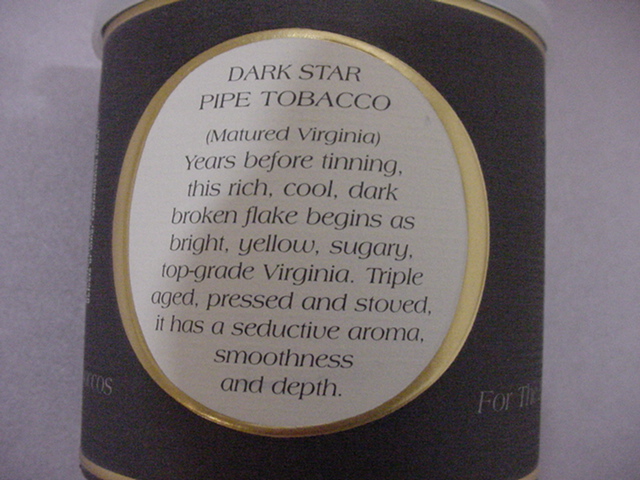 DARK STAR
PIPE TOBACCO
(Matured Virginia)
Years before tinning,
this rich, cool, dark
broken flake begins as
bright, yellow, sugary,
top-grade Virginia. Triple
aged, pressed and stoved,
it has a seductive aroma,
smoothness
and depth.
For